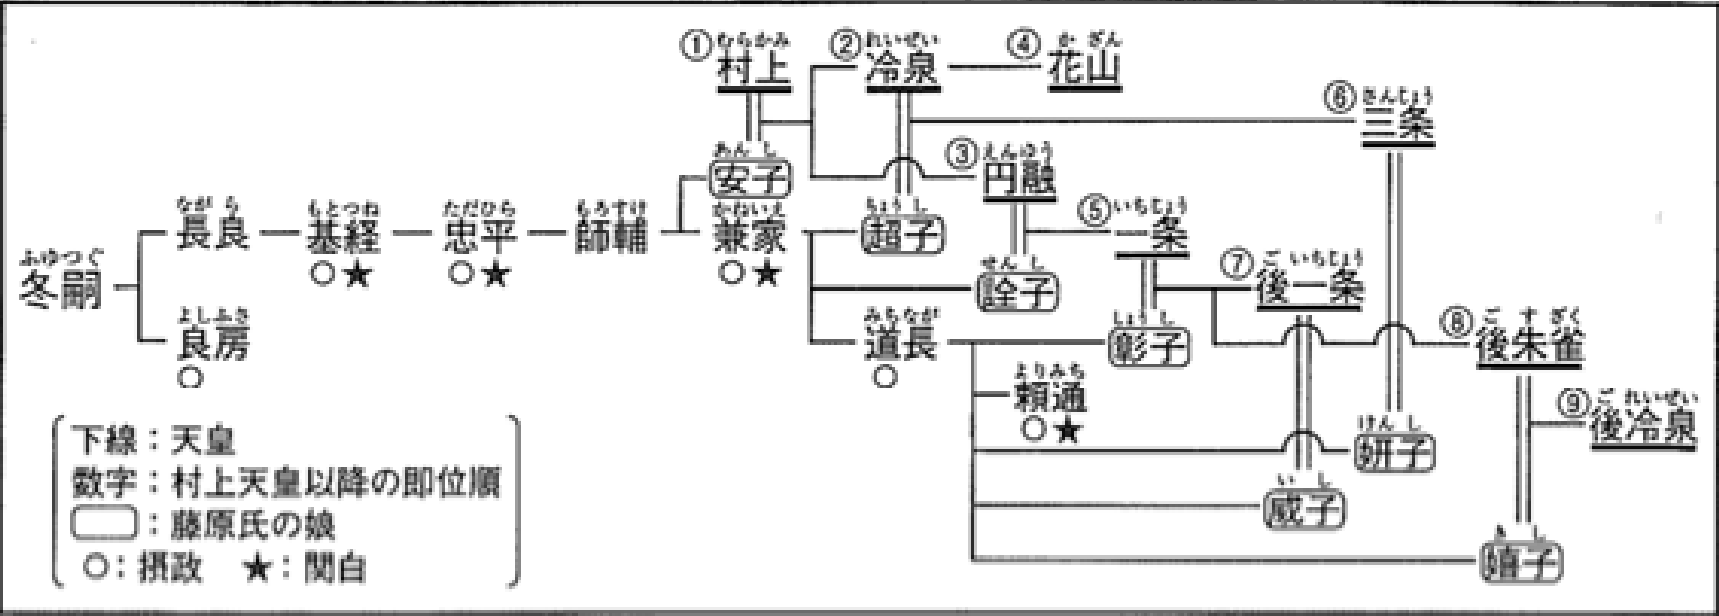 ①村上
むらかみ
②冷泉
れいぜい
④花山
かざん
⑥三条
さんじょう
安子
あんし
③円融
えんゆう
長良
ながら
基経
もとつね
○★
忠平
ただひら
○★
師輔
もろすけ
兼家
かねいえ
○★
超子
ちょうし
⑤一条
いちじょう
冬嗣
ふゆつぐ
詮子
せんし
⑦後一条
ごいちじょう
良房
よしふさ
○
道長
みちなが
○
彰子
しょうし
⑧後朱雀
ごすざく
頼通
よりみち
○★
⑨後冷泉
ごれいぜい
妍子
けんし
威子
いし
嬉子
きし
下線：天皇
数字：村上天皇以降の即位順
：藤原氏の娘
○：摂政 ★：関白